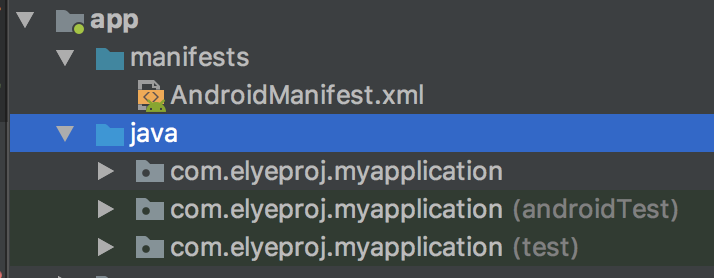 app
manifests
AndroidManifest.xml
java
com.elyeproj.myapplication
com.elyeproj.myapplication (androidTest)
com.elyeproj.myapplication (test)